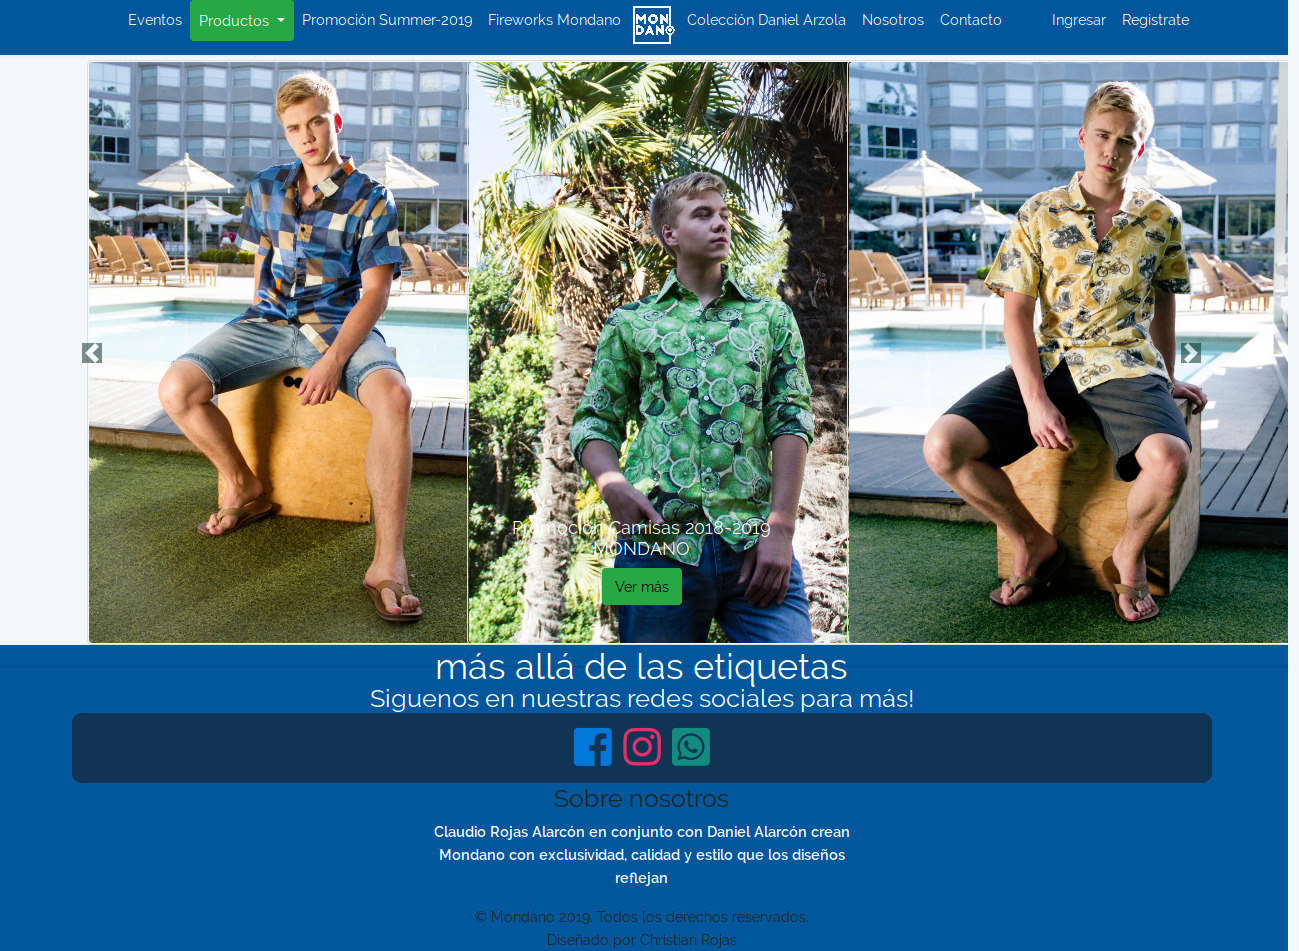 Eventos
Productos
Promoción Summer-2019
Fireworks Mondano
MON
DANO
Colección Daniel Arzola
Nosotros
Contacto
Ingresar
Registrate
Promoción Camisas 2018-2019
MONDANO
Ver más
más allá de las etiquetas
Siguenos en nuestras redes sociales para más!
Sobre nosotros
Claudio Rojas Alarcón en conjunto con Daniel Alarcón crean
Mondano con exclusividad, calidad y estilo que los diseños
reflejan
© Mondano 2019. Todos los derechos reservados.
Diseñado por Christian Rojas